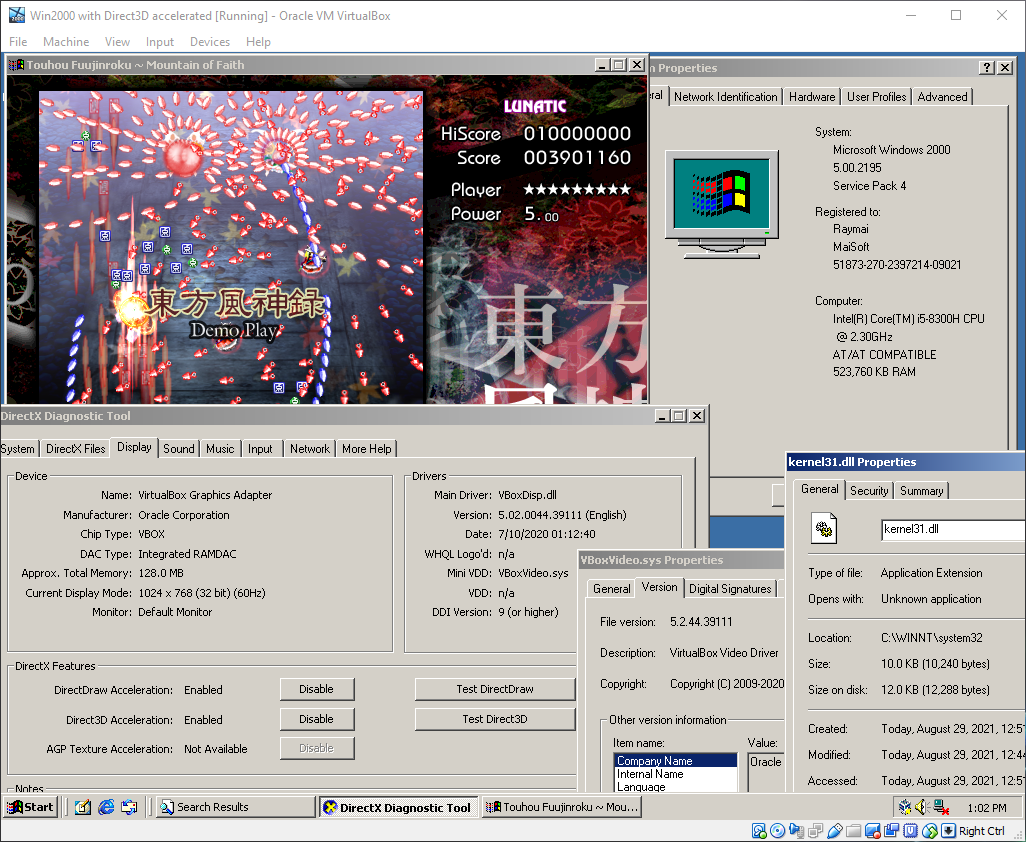 Win2000 with Direct3D accelerated [Running] - Oracle VM VirtualBox
File Machine View Input Devices Help
Touhou Fuujinroku ~ Mountain of Faith
LUNATIC
HiScore 010000000
Score 003901160
Player ★★★★★★★★★
Power 5.00
東方風神録
Demo Play
東方
n Properties
ral Network Identification Hardware User Profiles Advanced
System:
Microsoft Windows 2000
5.00.2195
Service Pack 4
Registered to:
Raymai
MaiSoft
51873-270-2397214-09021
Computer:
Intel(R) Core(TM) i5-8300H CPU
@ 2.30GHz
AT/AT COMPATIBLE
523,760 KB RAM
DirectX Diagnostic Tool
System DirectX Files Display Sound Music Input Network More Help
Device
Name: VirtualBox Graphics Adapter
Manufacturer: Oracle Corporation
Chip Type: VBOX
DAC Type: Integrated RAMDAC
Approx. Total Memory: 128.0 MB
Current Display Mode: 1024 x 768 (32 bit) (60Hz)
Monitor: Default Monitor
Drivers
Main Driver: VBoxDisp.dll
Version: 5.02.0044.39111 (English)
Date: 7/10/2020 01:12:40
WHQL Logo'd: n/a
Mini VDD: VBoxVideo.sys
VDD: n/a
DDI Version: 9 (or higher)
DirectX Features
DirectDraw Acceleration: Enabled Disable Test DirectDraw
Direct3D Acceleration: Enabled Disable Test Direct3D
AGP Texture Acceleration: Not Available Disable
Notes
VBoxVideo.sys Properties
General Version Digital Signatures
File version: 5.2.44.39111
Description: VirtualBox Video Driver
Copyright: Copyright (C) 2009-2020
Other version information
Item name: Value:
Company Name Oracle
Internal Name
Language
kernel31.dll Properties
General Security Summary
kernel31.dll
Type of file: Application Extension
Opens with: Unknown application
Location: C:\WINNT\system32
Size: 10.0 KB (10,240 bytes)
Size on disk: 12.0 KB (12,288 bytes)
Created: Today, August 29, 2021, 12:5
Modified: Today, August 29, 2021, 12:44
Accessed: Today, August 29, 2021, 12:5
Start Search Results DirectX Diagnostic Tool Touhou Fuujinroku ~ Mou... 1:02 PM
Right Ctrl